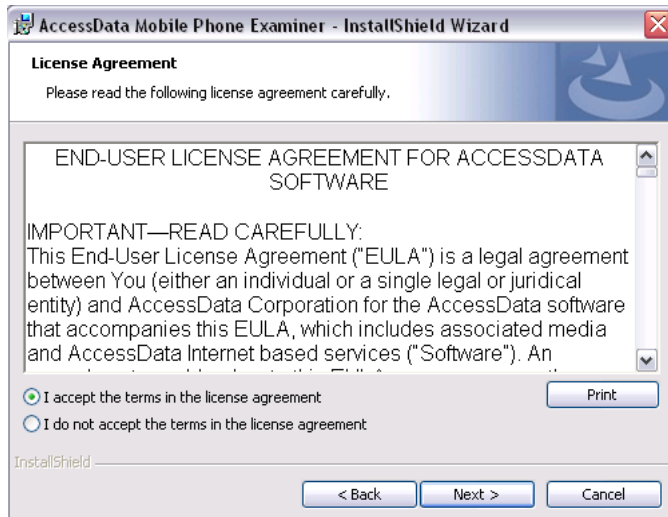 AccessData Mobile Phone Examiner - InstallShield Wizard
License Agreement
Please read the following license agreement carefully.
END-USER LICENSE AGREEMENT FOR ACCESSDATA
SOFTWARE
IMPORTANT—READ CAREFULLY:
This End-User License Agreement ("EULA") is a legal agreement
between You (either an individual or a single legal or juridical
entity) and AccessData Corporation for the AccessData software
that accompanies this EULA, which includes associated media
and AccessData Internet based services ("Software"). An
I accept the terms in the license agreement
Print
I do not accept the terms in the license agreement
InstallShield
< Back
Next >
Cancel